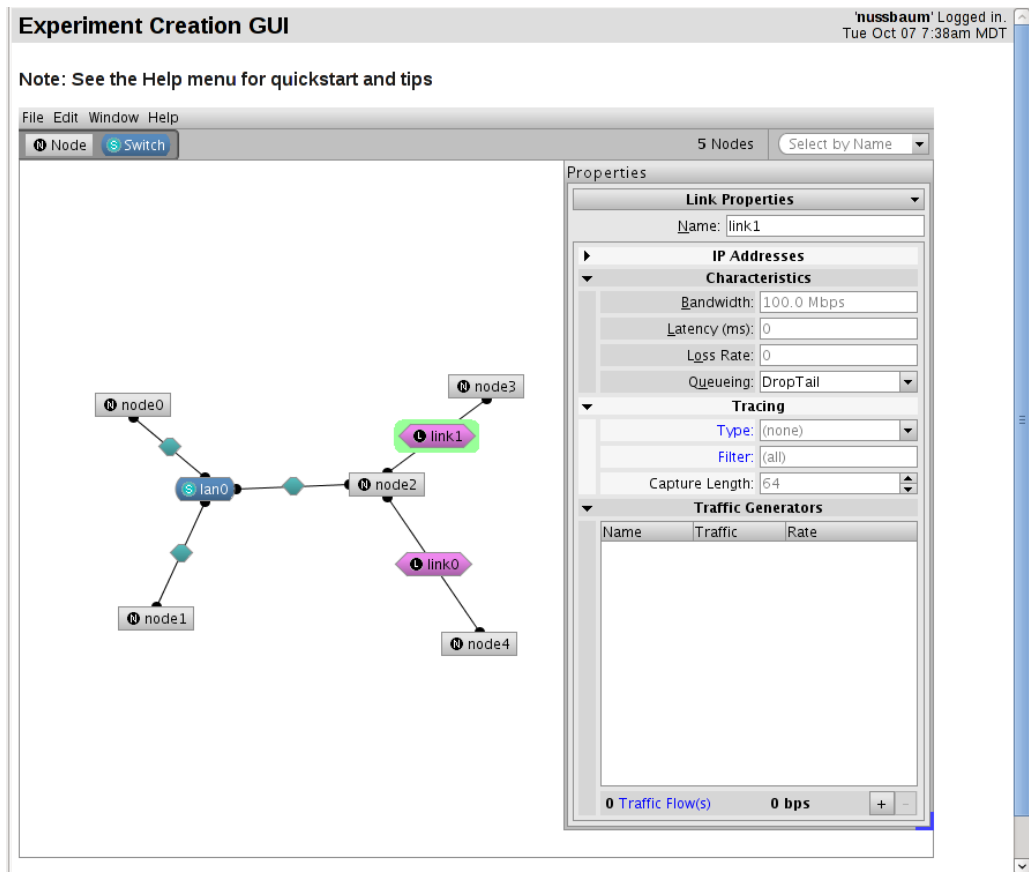 Experiment Creation GUI
'nussbaum' Logged in.
Tue Oct 07 7:38am MDT
Note: See the Help menu for quickstart and tips
File Edit Window Help
N Node S Switch 5 Nodes Select by Name
Properties
Link Properties
Name: link1
IP Addresses
Characteristics
Bandwidth: 100.0 Mbps
Latency (ms): 0
Loss Rate: 0
Queueing: DropTail
Tracing
Type: (none)
Filter: (all)
Capture Length: 64
Traffic Generators
Name Traffic Rate
0 Traffic Flow(s) 0 bps + -
N node3
N node0
L link1
S lan0
N node2
L link0
N node1
N node4